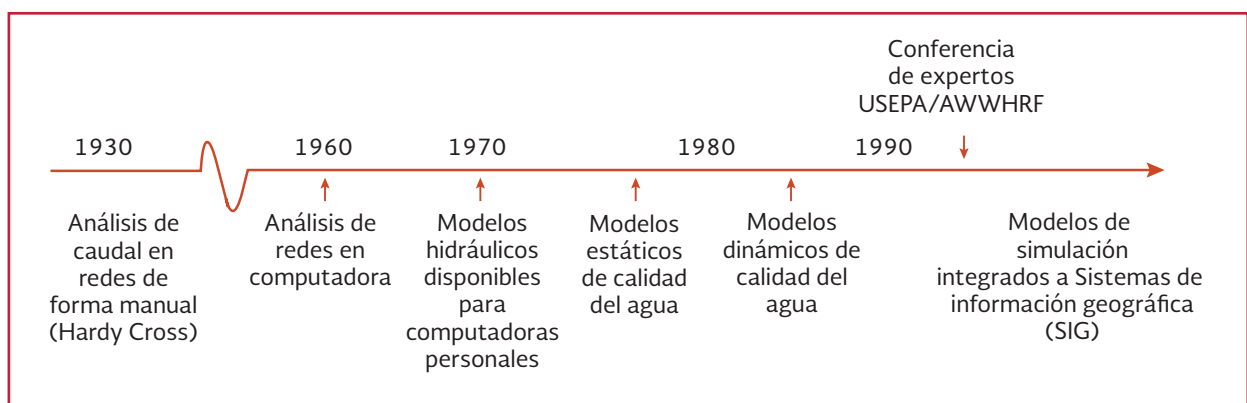 Conferencia
de expertos
USEPA/AWWHRF
1930
1960
1970
1980
1990
Análisis de
caudal en
redes de
forma manual
(Hardy Cross)
Análisis de
redes en
computadora
Modelos
hidráulicos
disponibles
para
computadoras
personales
Modelos
estáticos
de calidad
del agua
Modelos
dinámicos de
calidad del
agua
Modelos de
simulación
integrados a Sistemas de
información geográfica
(SIG)